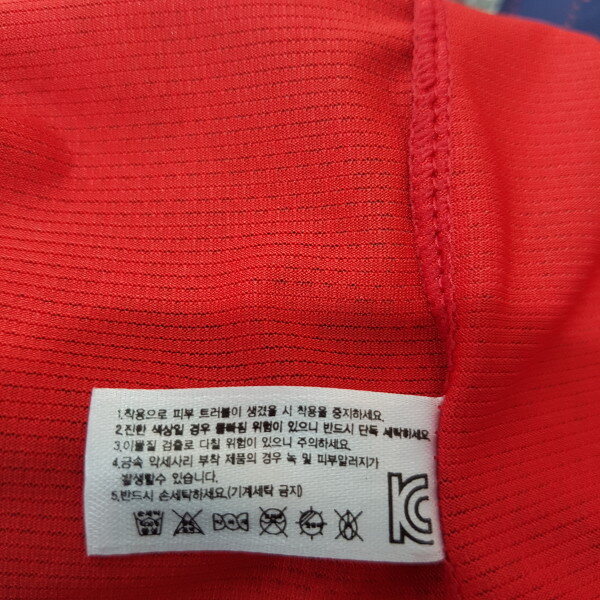 1.착용으로 피부 트러블이 생겼을 시 착용을 중지하세요.
2.진한 색상일 경우 물빠짐 위험이 있으니 반드시 단독 세탁하세요.
3.이물질 검출로 다칠 위험이 있으니 주의하세요.
4.금속 악세사리 부착 제품의 경우 녹 및 피부알러지가
발생할수 있습니다.
5.반드시 손세탁하세요.(기계세탁 금지)
KC